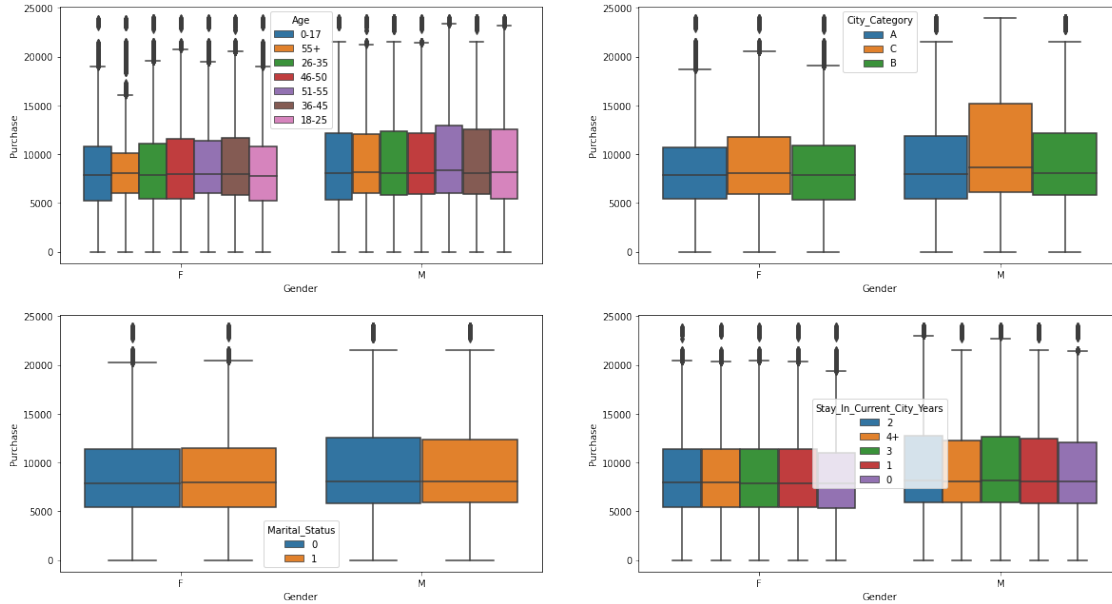 25000
20000
15000
10000
5000
0
Purchase
F
M
Gender
Age
0-17
55+
26-35
46-50
51-55
36-45
18-25
25000
20000
15000
10000
5000
0
Purchase
F
M
Gender
City_Category
A
C
B
25000
20000
15000
10000
5000
0
Purchase
F
M
Gender
Marital_Status
0
1
25000
20000
15000
10000
5000
0
Purchase
F
M
Gender
Stay_In_Current_City_Years
2
4+
3
1
0